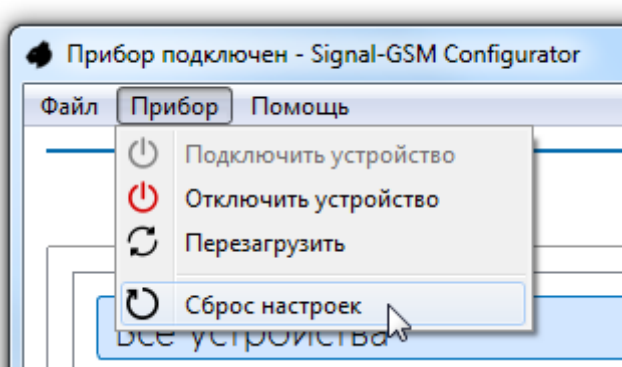 Прибор подключен - Signal-GSM Configurator
Файл Прибор Помощь
Подключить устройство
Отключить устройство
Перезагрузить
Сброс настроек
Все устройства